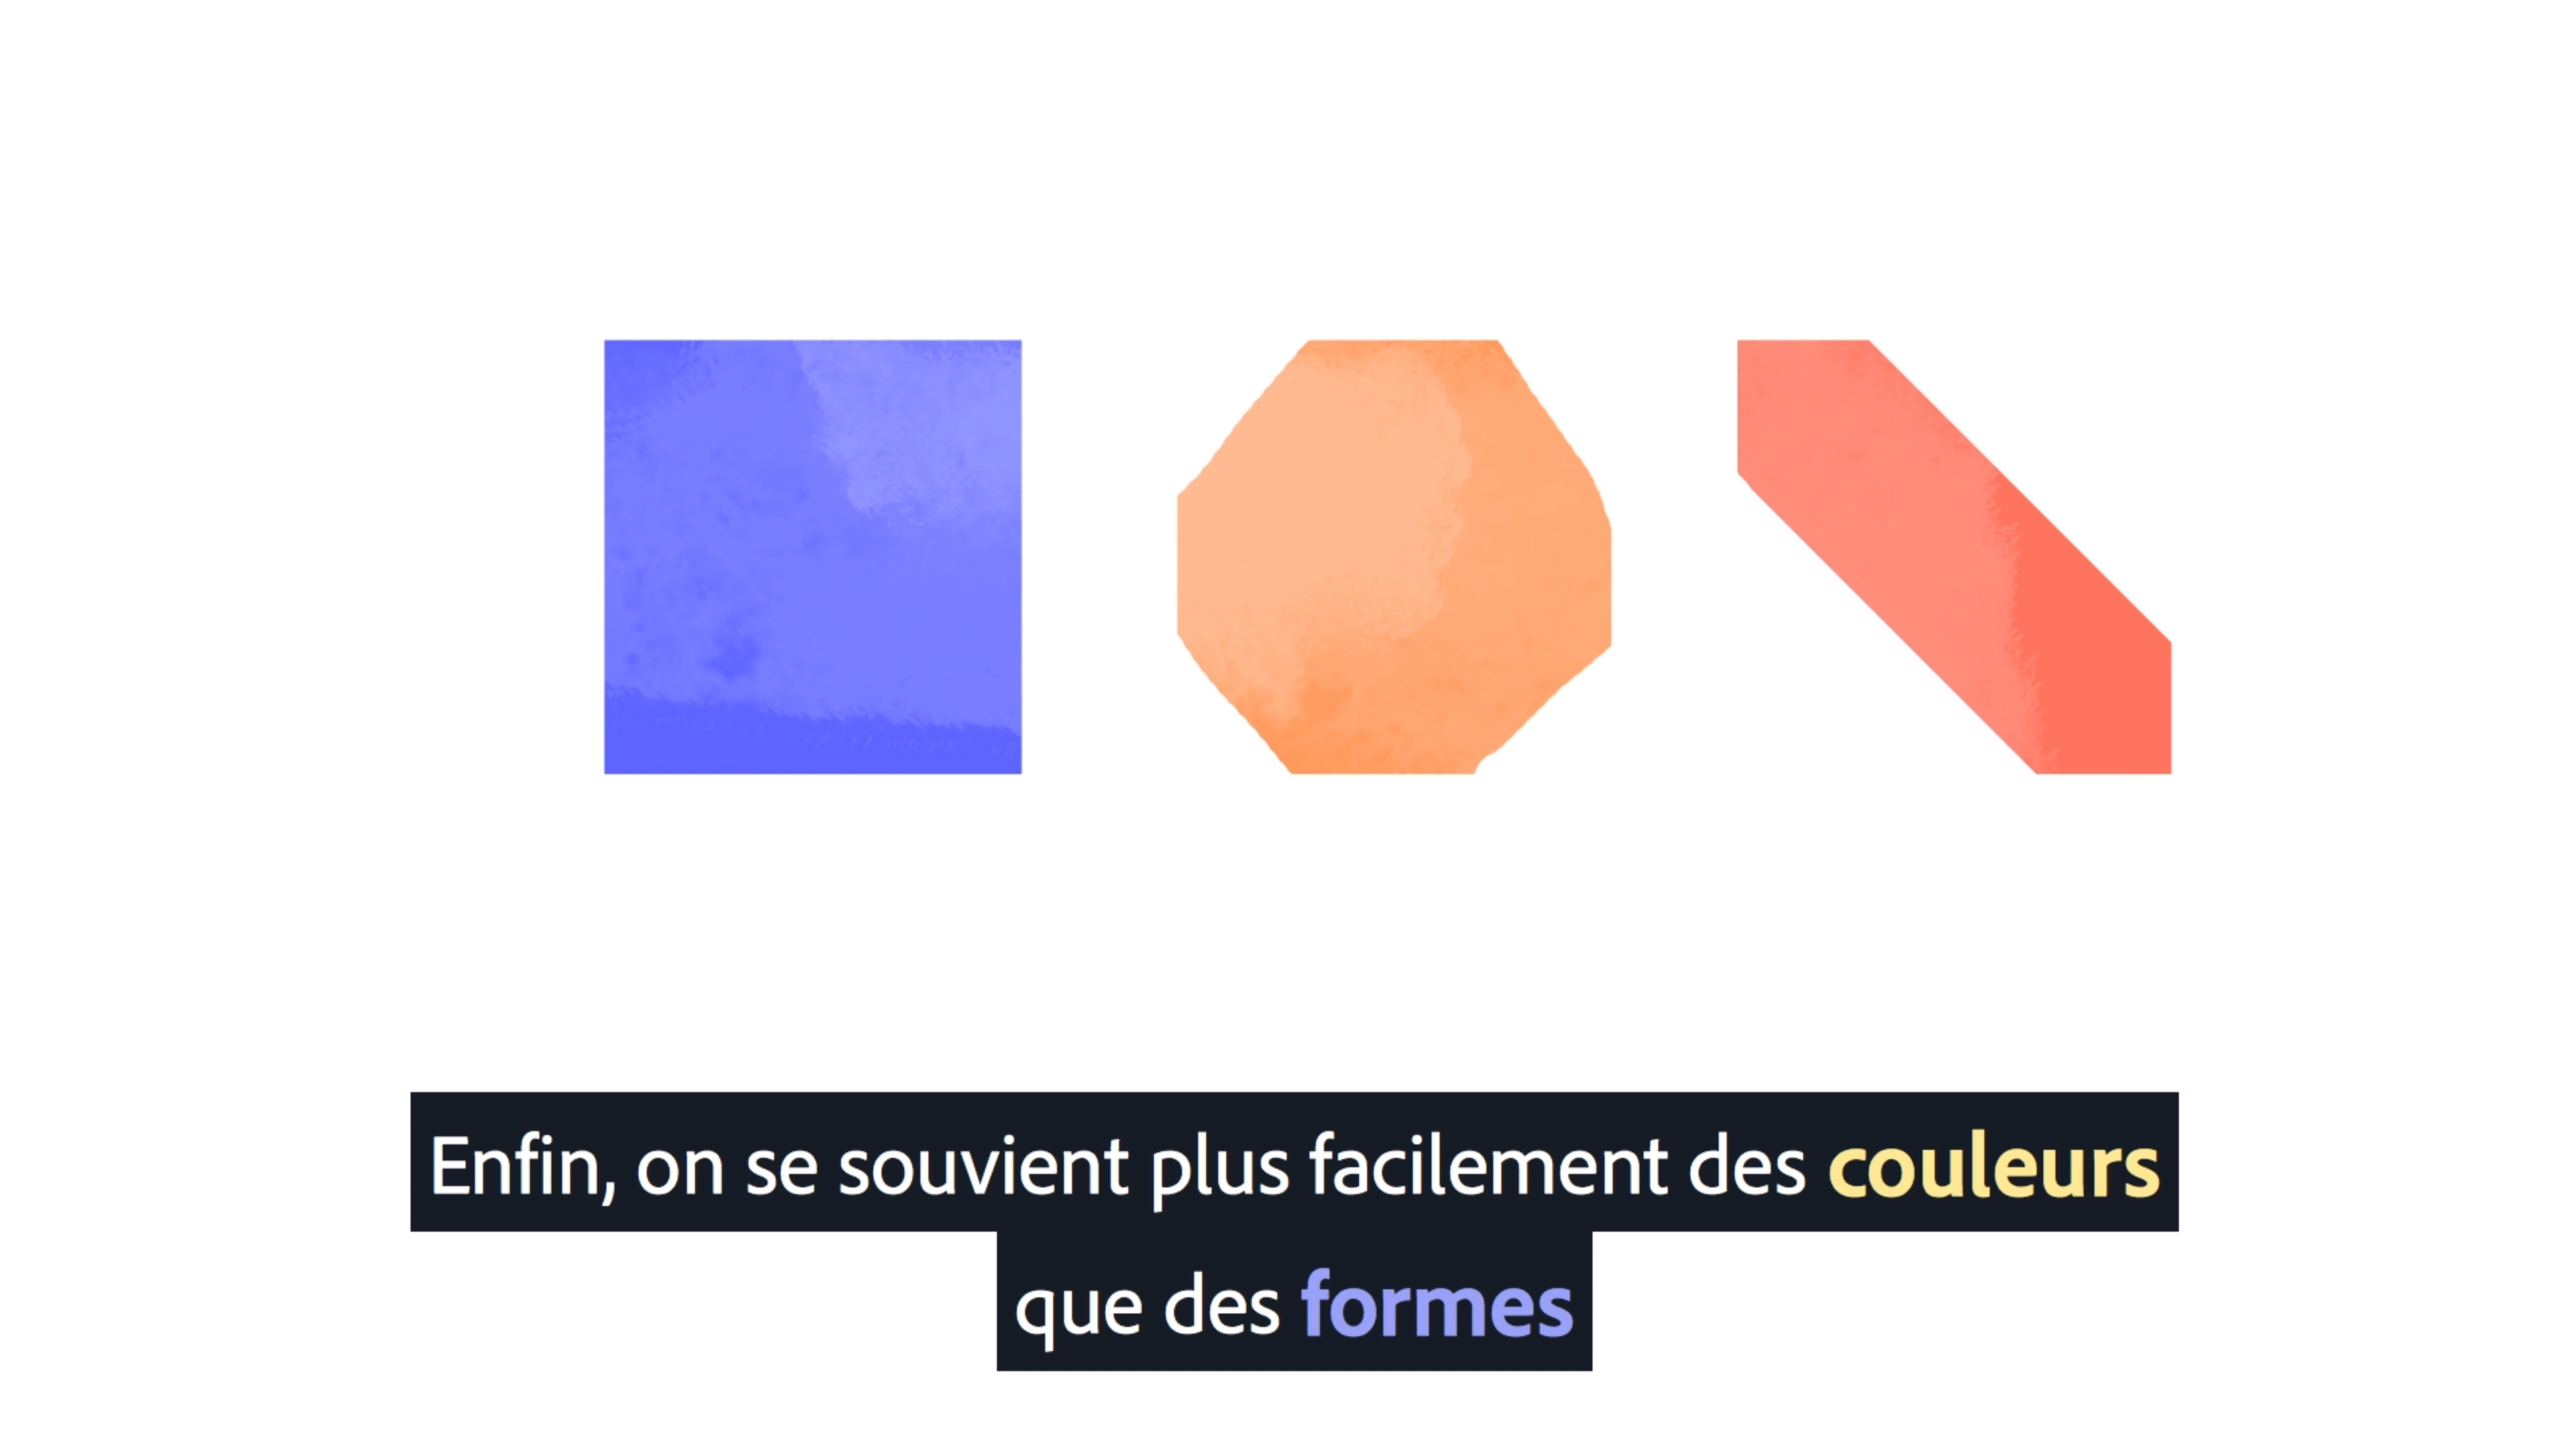 Enfin, on se souvient plus facilement des couleurs
que des formes